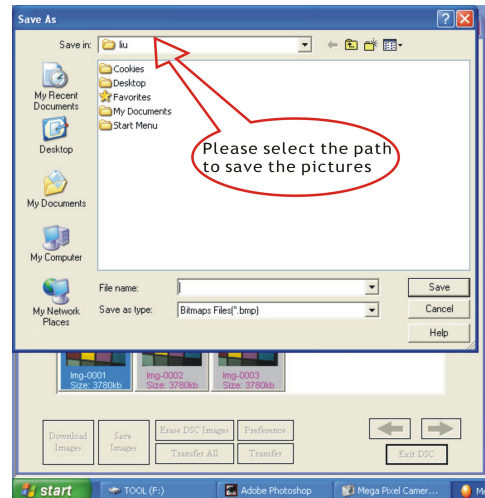 Save As
Save in:
liu
My Recent
Documents
Desktop
My Documents
My Computer
My Network
Places
Cookies
Desktop
Favorites
My Documents
Start Menu
Please select the path
to save the pictures
File name:
Save
Save as type:
Bitmaps Files(*.bmp)
Cancel
Help
Img-0001
Size: 3780kb
Img-0002
Size: 3780kb
Img-0003
Size: 3780kb
Download
Images
Save
Images
Erase DSC Images
Preference
Transfer All
Transfer
Exit DSC
start
TOOL (F:)
Adobe Photoshop
Mega Pixel Camer...